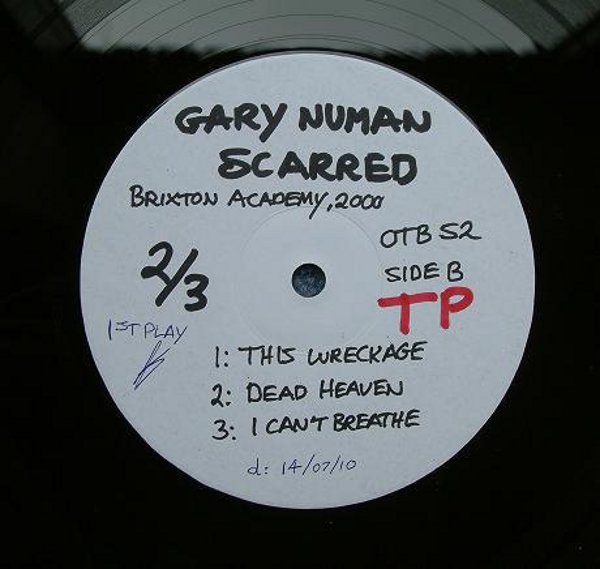 GARY NUMAN
SCARRED
BRIXTON ACADEMY, 2000
OTB S2
2/3
SIDE B
TP
1ST PLAY
1: THIS WRECKAGE
2: DEAD HEAVEN
3: I CAN'T BREATHE
d: 14/07/10